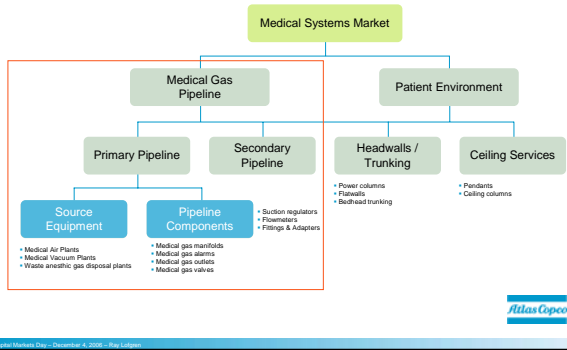 Medical Systems Market
Medical Gas
Pipeline
Patient Environment
Primary Pipeline
Secondary
Pipeline
Headwalls /
Trunking
Ceiling Services
• Power columns
• Flatwalls
• Bedhead trunking
• Pendants
• Ceiling columns
Source
Equipment
Pipeline
Components
• Suction regulators
• Flowmeters
• Fittings & Adapters
• Medical Air Plants
• Medical Vacuum Plants
• Waste anesthic gas disposal plants
• Medical gas manifolds
• Medical gas alarms
• Medical gas outlets
• Medical gas valves
Atlas Copco
pital Markets Day – December 4, 2006 – Ray Lofgren